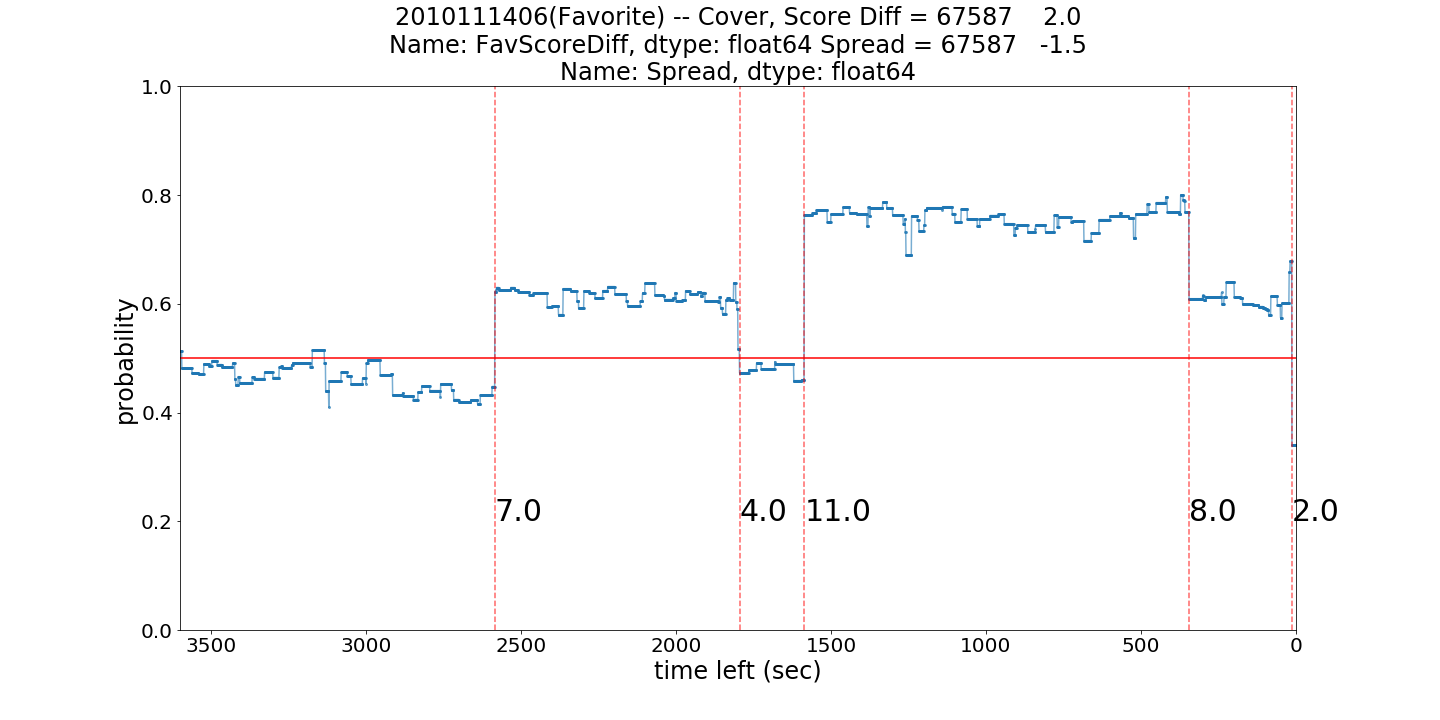 2010111406(Favorite) -- Cover, Score Diff = 67587    2.0
Name: FavScoreDiff, dtype: float64 Spread = 67587   -1.5
Name: Spread, dtype: float64
1.0
0.8
0.6
0.4
0.2
0.0
probability
7.0
4.0
11.0
8.0
2.0
3500 3000 2500 2000 1500 1000 500 0
time left (sec)